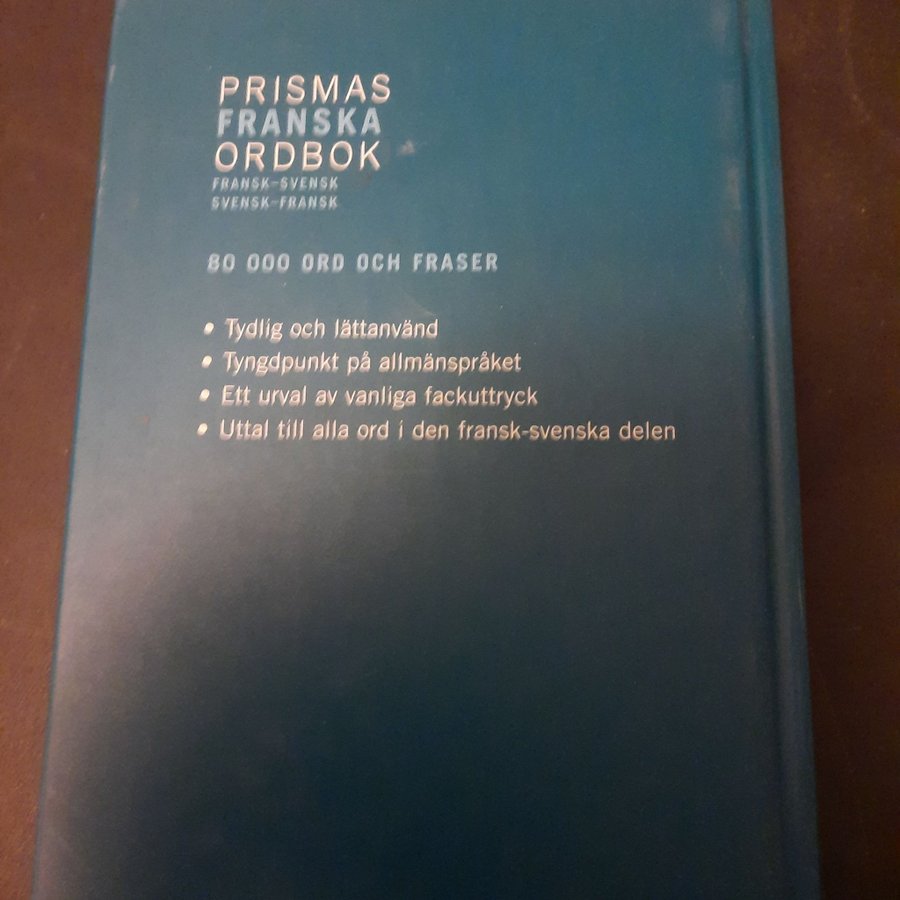 PRISMAS
FRANSKA
ORDBOK
FRANSK–SVENSK
SVENSK–FRANSK
80 000 ORD OCH FRASER
• Tydlig och lättanvänd
• Tyngdpunkt på allmänspråket
• Ett urval av vanliga fackuttryck
• Uttal till alla ord i den fransk-svenska delen